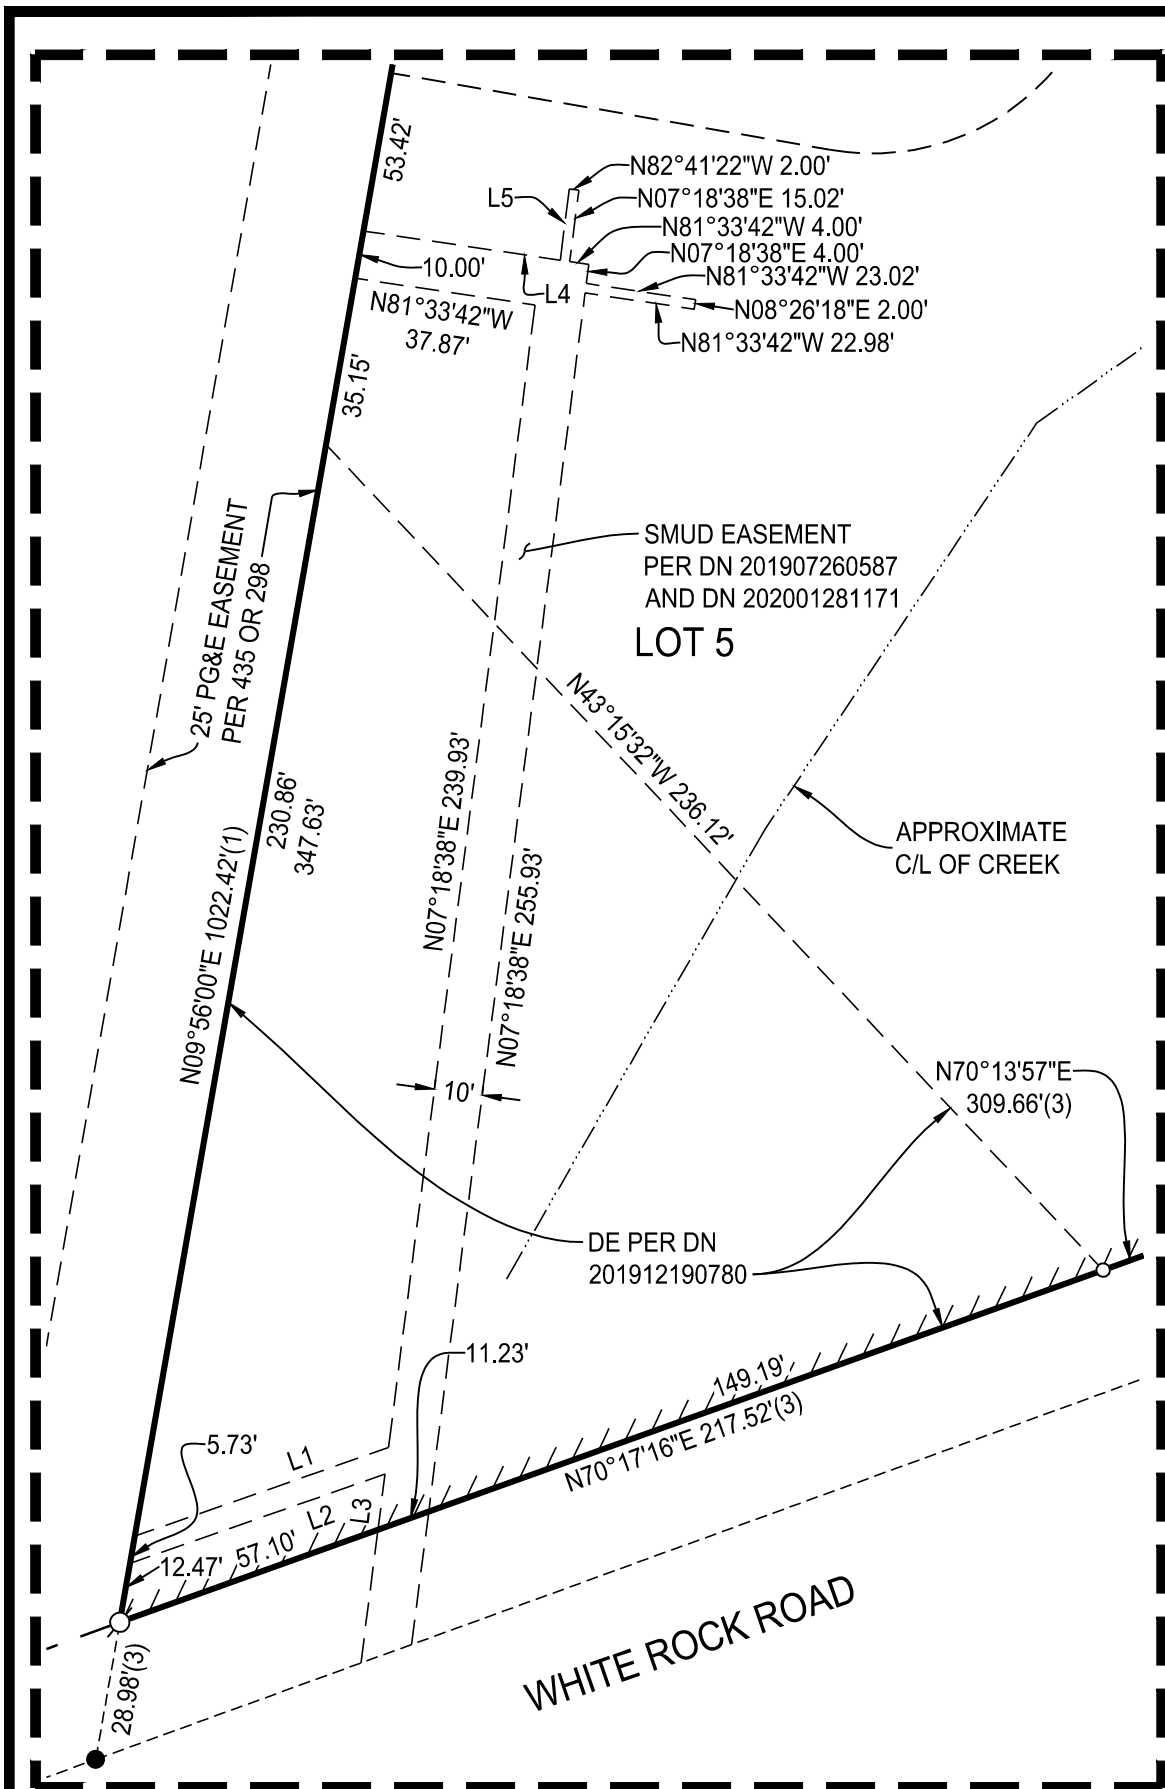 53.42'
N82°41'22"W 2.00'
L5
N07°18'38"E 15.02'
N81°33'42"W 4.00'
N07°18'38"E 4.00'
10.00'
N81°33'42"W 23.02'
L4
N81°33'42"W
37.87'
N08°26'18"E 2.00'
N81°33'42"W 22.98'
35.15'
25' PG&E EASEMENT
PER 435 OR 298
SMUD EASEMENT
PER DN 201907260587
AND DN 202001281171
LOT 5
N43°15'32"W 236.12'
N07°18'38"E 239.93'
N07°18'38"E 255.93'
230.86'
347.63'
N09°56'00"E 1022.42'(1)
APPROXIMATE
C/L OF CREEK
10'
N70°13'57"E
309.66'(3)
DE PER DN
201912190780
11.23'
149.19'
N70°17'16"E 217.52'(3)
5.73'
L1
L2
L3
12.47'
57.10'
WHITE ROCK ROAD
28.98'(3)